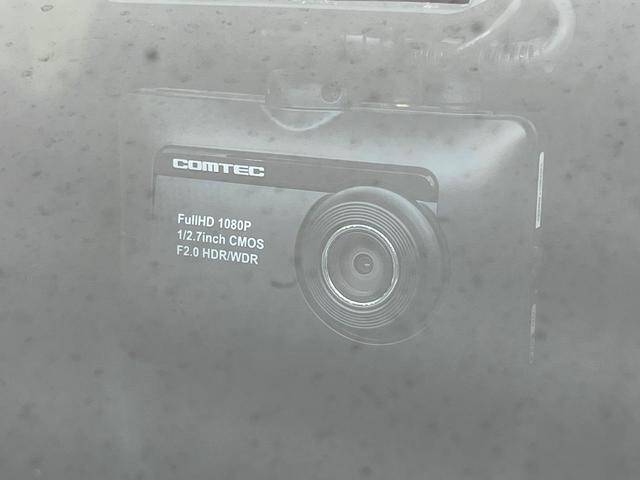 COMTEC
FullHD 1080P
1/2.7inch CMOS
F2.0 HDR/WDR